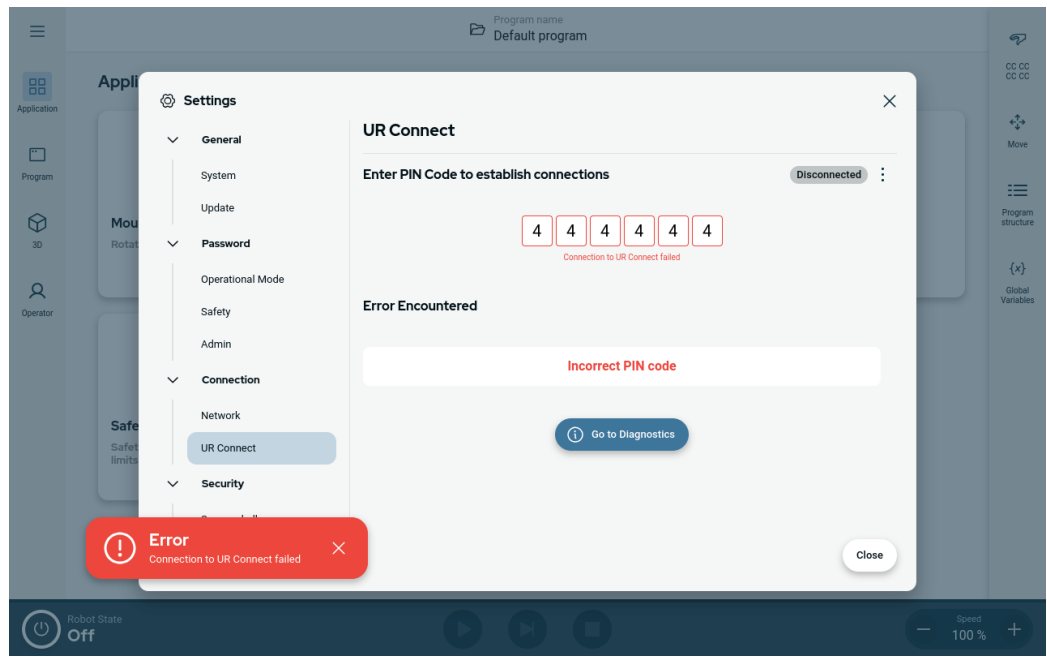 Program name
Default program
Application
Program
3D
Operator
Appli
Mou
Rotat
Safe
Safet
limits
Settings
General
System
Update
Password
Operational Mode
Safety
Admin
Connection
Network
UR Connect
Security
UR Connect
Enter PIN Code to establish connections
Disconnected
4 4 4 4 4 4
Connection to UR Connect failed
Error Encountered
Incorrect PIN code
Go to Diagnostics
Close
Error
Connection to UR Connect failed
CC CC
CC CC
Move
Program
structure
{x}
Global
Variables
Robot State
Off
Speed
100 %